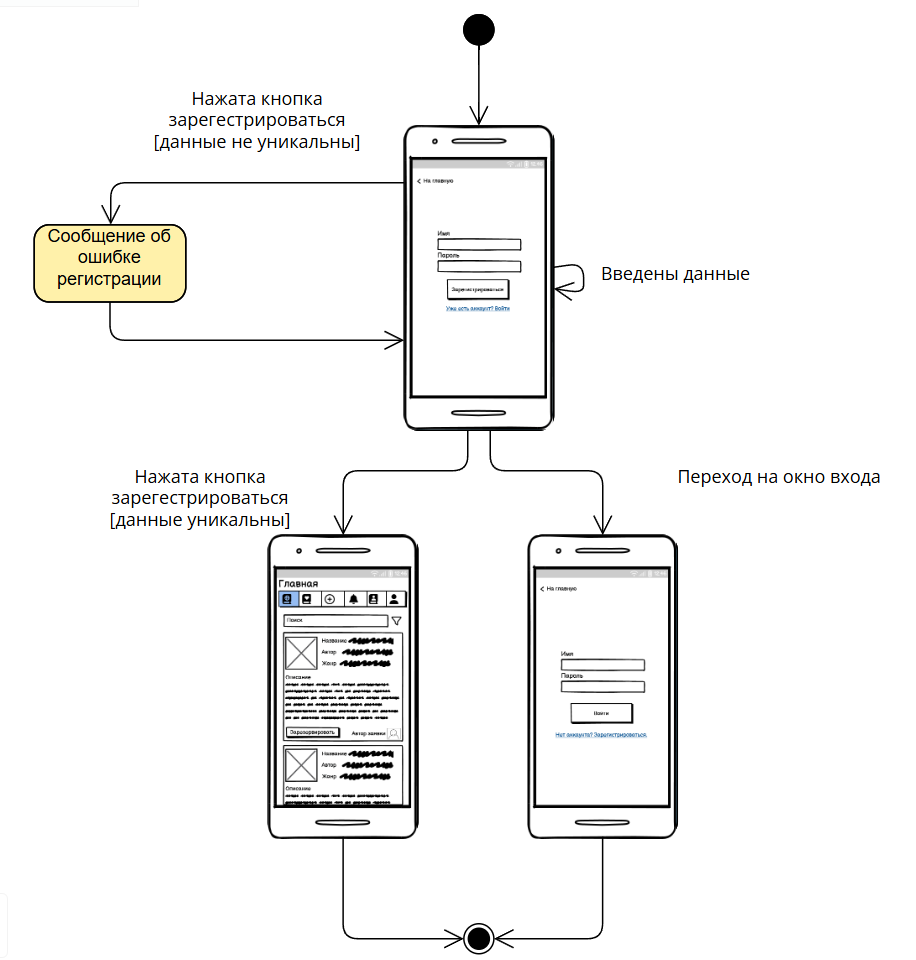 Нажата кнопка
зарегестрироваться
[данные не уникальны]
Сообщение об
ошибке
регистрации
< На главную
Имя
Пароль
Зарегистрироваться
Уже есть аккаунт? Войти
Введены данные
Нажата кнопка
зарегестрироваться
[данные уникальны]
Переход на окно входа
Главная
Поиск
Название
Автор
Жанр
Описание
Зарезервировать
Автор заявки
Название
Автор
Жанр
Описание
< На главную
Имя
Пароль
Войти
Нет аккаунта? Зарегистрироваться